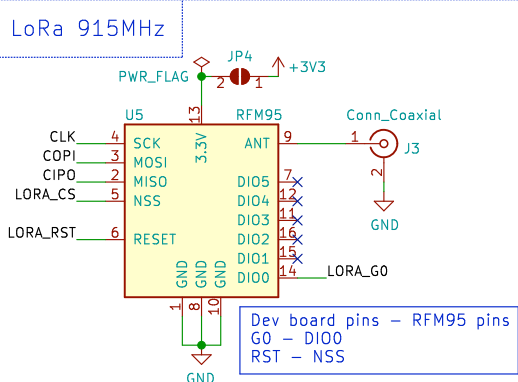 LoRa 915MHz
JP4
PWR_FLAG
2 1
+3V3
U5
13
RFM95
Conn_Coaxial
3.3V
CLK 4 SCK
ANT 9
1
J3
COPI 3 MOSI
CIPO 2 MISO
2
LORA_CS 5 NSS
DIO5 7
DIO4 12
DIO3 11
GND
LORA_RST 6 RESET
DIO2 16
DIO1 15
DIO0 14 LORA_G0
GND GND GND
1 8 10
GND
Dev board pins – RFM95 pins
G0 – DIO0
RST – NSS